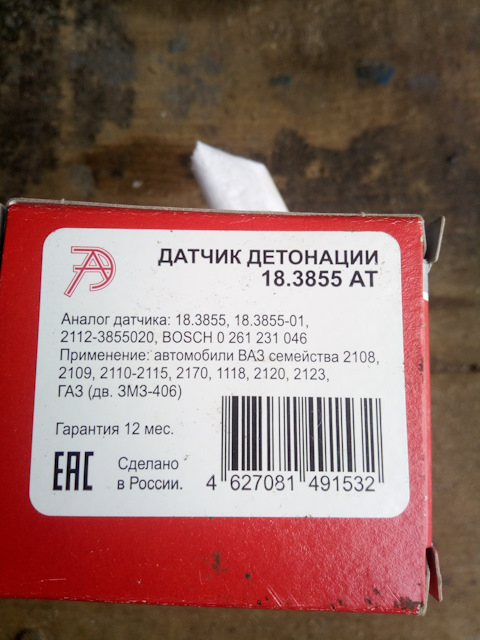 ДАТЧИК ДЕТОНАЦИИ
18.3855 АТ
Аналог датчика: 18.3855, 18.3855-01,
2112-3855020, BOSCH 0 261 231 046
Применение: автомобили ВАЗ семейства 2108,
2109, 2110-2115, 2170, 1118, 2120, 2123,
ГАЗ (дв. ЗМЗ-406)
Гарантия 12 мес.
ЕАС
Сделано
в России.
4 627081 491532